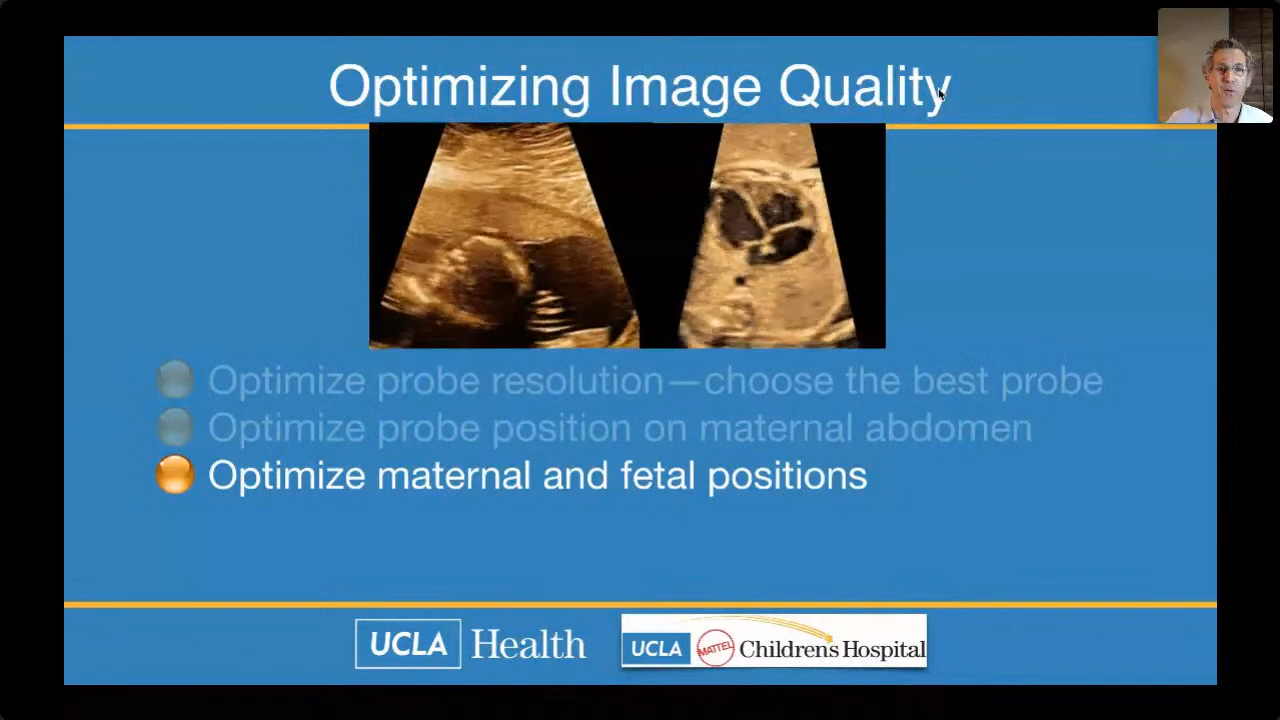 Optimizing Image Quality
Optimize probe resolution—choose the best probe
Optimize probe position on maternal abdomen
Optimize maternal and fetal positions
UCLA Health
UCLA MATTEL Childrens Hospital